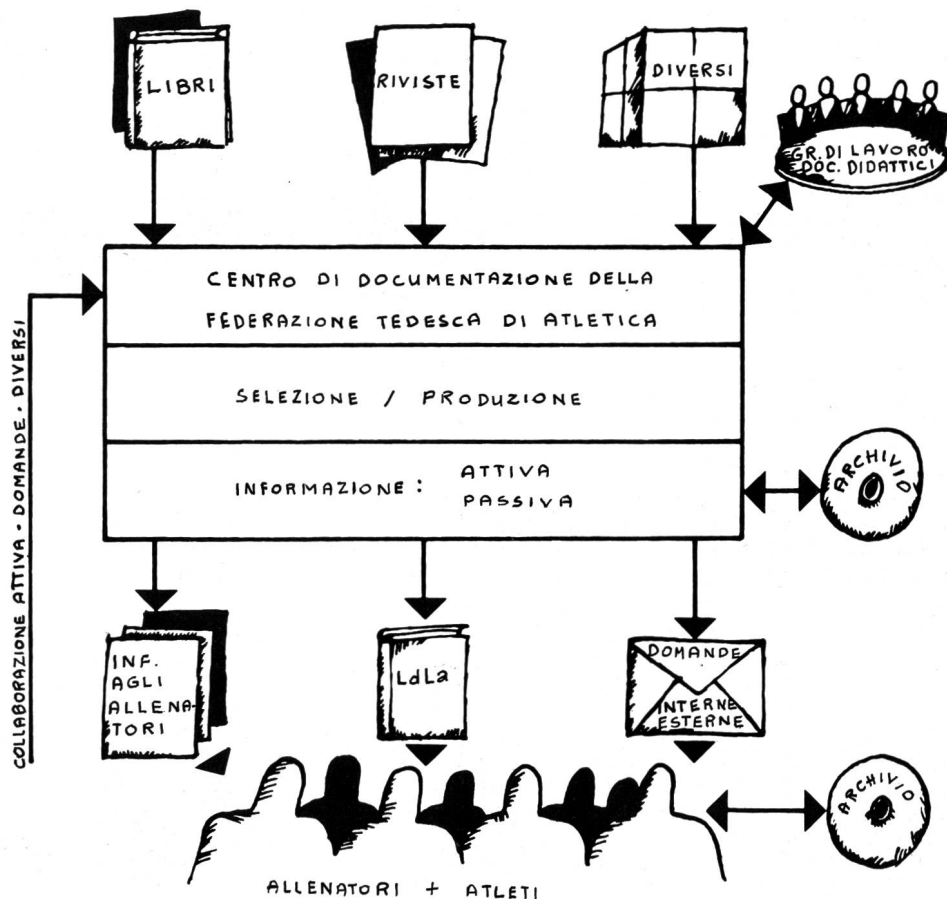 LIBRI
RIVISTE
DIVERSI
GR. DI LAVORO
DOC. DIDATTICI
CENTRO DI DOCUMENTAZIONE DELLA
FEDERAZIONE TEDESCA DI ATLETICA
SELEZIONE / PRODUZIONE
INFORMAZIONE: ATTIVA
PASSIVA
ARCHIVIO
COLLABORAZIONE ATTIVA - DOMANDE - DIVERSI
INF.
AGLI
ALLENA-
TORI
LdLa
DOMANDE
INTERNE
ESTERNE
ARCHIVIO
ALLENATORI + ATLETI